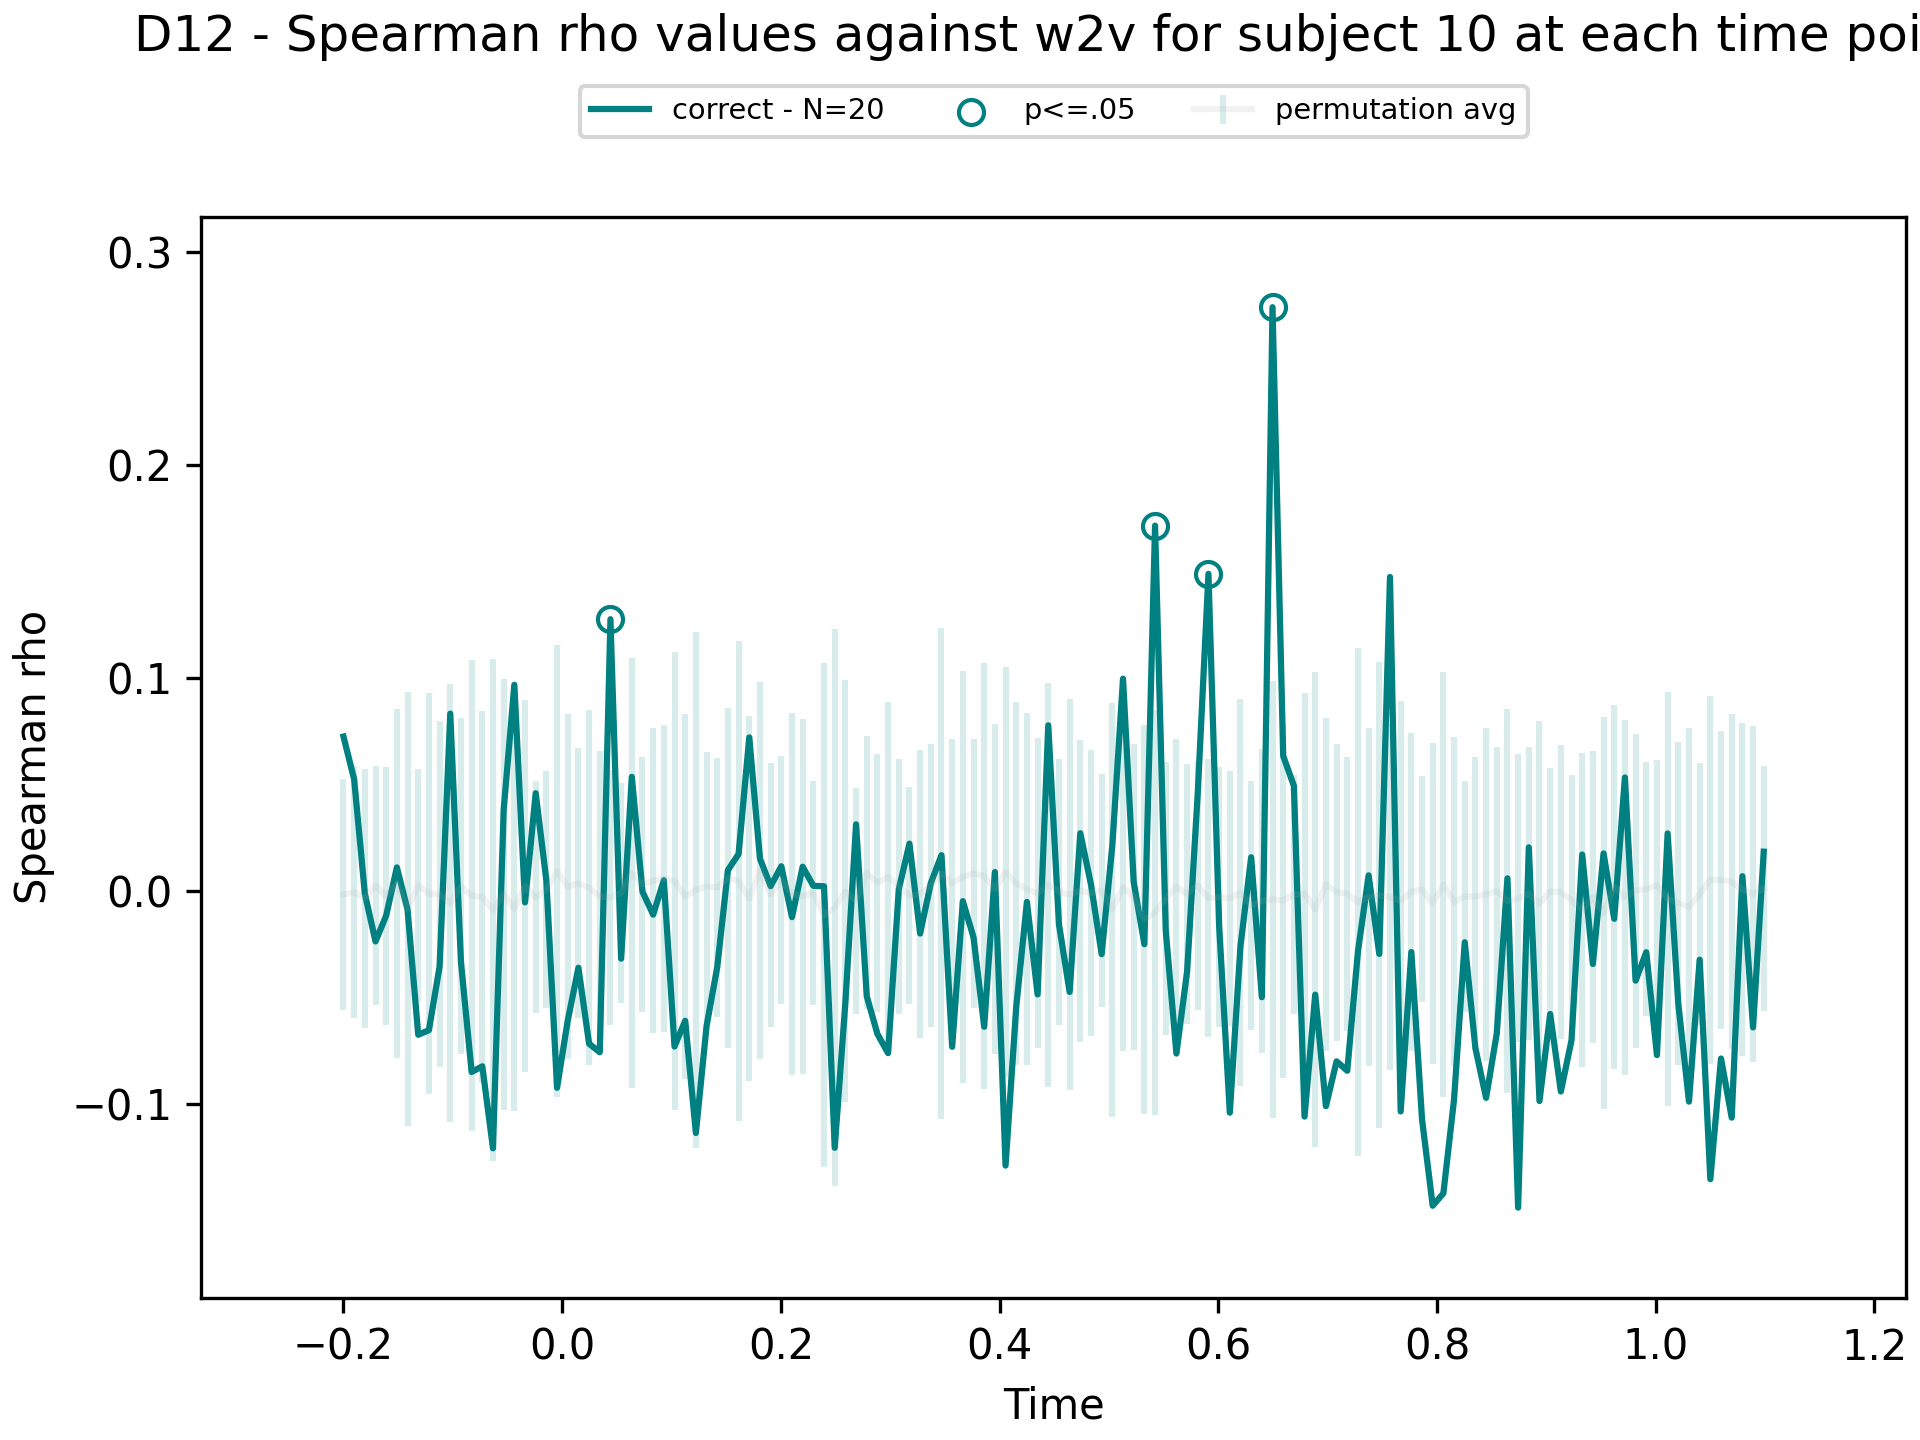 D12 - Spearman rho values against w2v for subject 10 at each time poi
correct - N=20
p<=.05
permutation avg
0.3
0.2
0.1
0.0
−0.1
Spearman rho
−0.2
0.0
0.2
0.4
0.6
0.8
1.0
1.2
Time